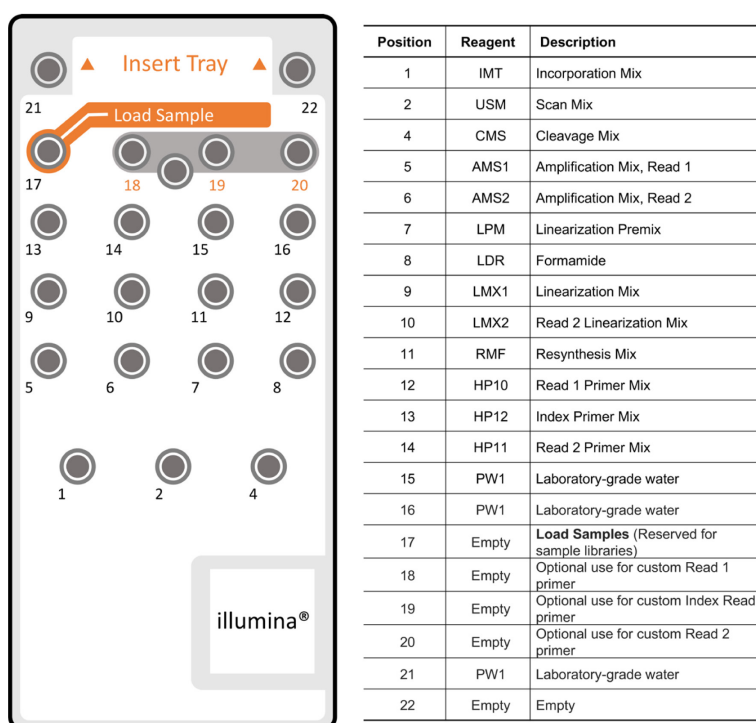 Insert Tray
21
22
Load Sample
17
18
19
20
13
14
15
16
9
10
11
12
5
6
7
8
1
2
4
illumina®
Position Reagent Description
1 IMT Incorporation Mix
2 USM Scan Mix
4 CMS Cleavage Mix
5 AMS1 Amplification Mix, Read 1
6 AMS2 Amplification Mix, Read 2
7 LPM Linearization Premix
8 LDR Formamide
9 LMX1 Linearization Mix
10 LMX2 Read 2 Linearization Mix
11 RMF Resynthesis Mix
12 HP10 Read 1 Primer Mix
13 HP12 Index Primer Mix
14 HP11 Read 2 Primer Mix
15 PW1 Laboratory-grade water
16 PW1 Laboratory-grade water
17 Empty Load Samples (Reserved for
sample libraries)
18 Empty Optional use for custom Read 1
primer
19 Empty Optional use for custom Index Read
primer
20 Empty Optional use for custom Read 2
primer
21 PW1 Laboratory-grade water
22 Empty Empty